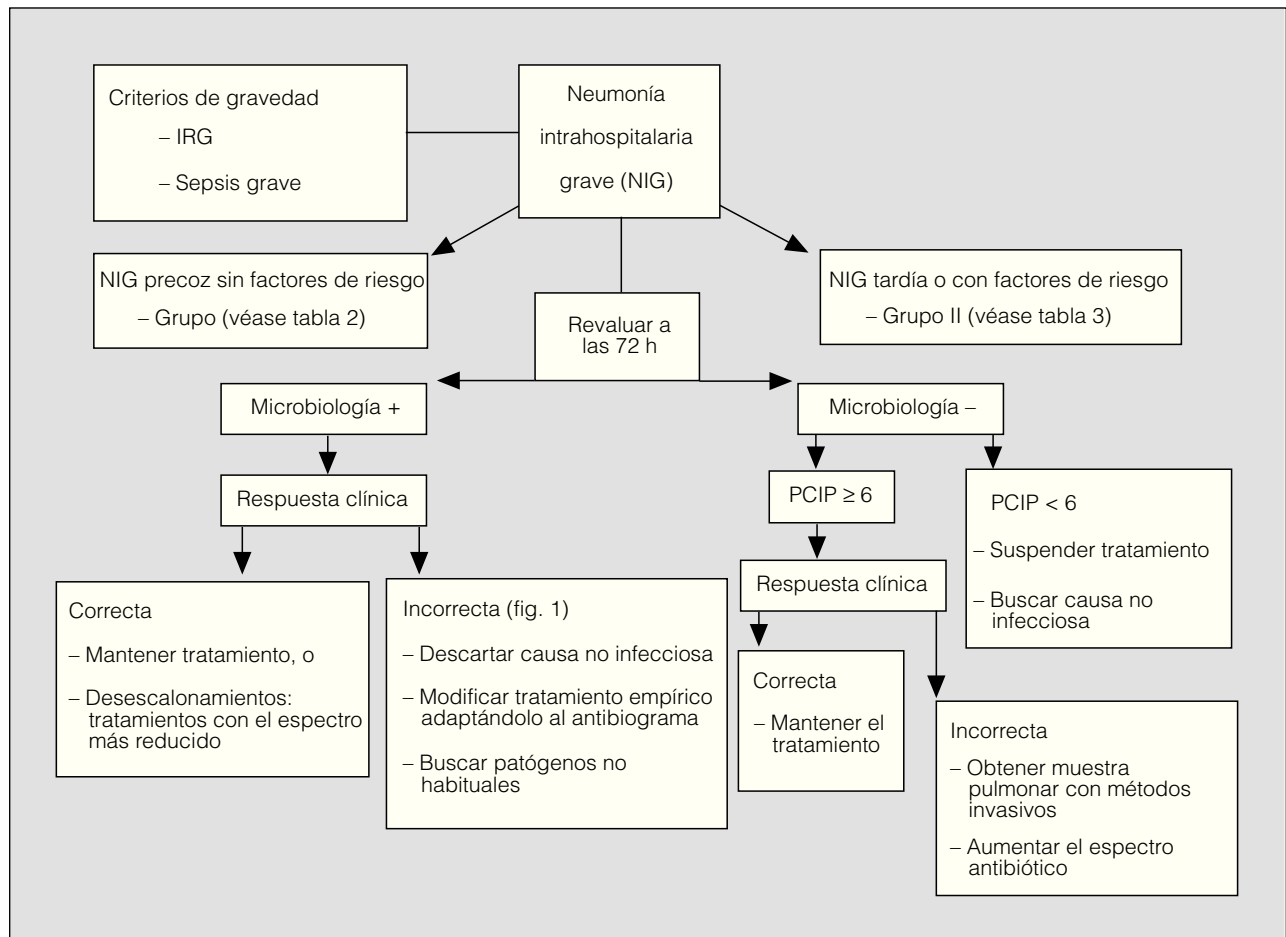 Criterios de gravedad
– IRG
– Sepsis grave
Neumonía
intrahospitalaria
grave (NIG)
NIG precoz sin factores de riesgo
– Grupo (véase tabla 2)
Revaluar a
las 72 h
NIG tardía o con factores de riesgo
– Grupo II (véase tabla 3)
Microbiología +
Microbiología –
Respuesta clínica
PCIP ≥ 6
PCIP < 6
– Suspender tratamiento
– Buscar causa no
infecciosa
Respuesta clínica
Correcta
– Mantener tratamiento, o
– Desescalonamientos:
tratamientos con el espectro
más reducido
Incorrecta (fig. 1)
– Descartar causa no infecciosa
– Modificar tratamiento empírico
adaptándolo al antibiograma
– Buscar patógenos no
habituales
Correcta
– Mantener el
tratamiento
Incorrecta
– Obtener muestra
pulmonar con métodos
invasivos
– Aumentar el espectro
antibiótico